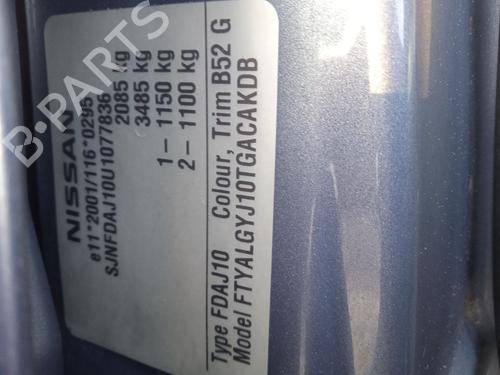 NISSAN
e11*2001/116*0295
SJNFDAJ10U1077836
2085 kg
3485 kg
1 – 1150 kg
2 – 1100 kg
Type FDAJ10 Colour, Trim B52 G
Model FTYALGYJ10TGACAKDB